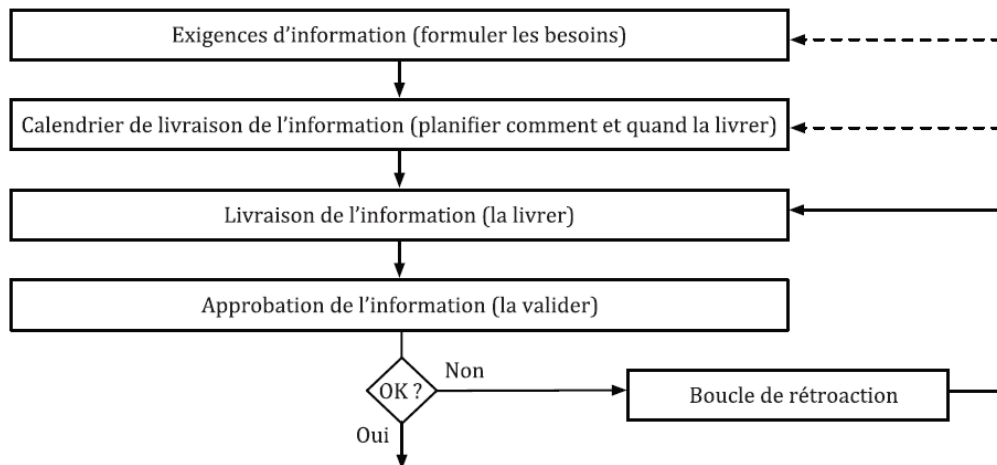 Exigences d’information (formuler les besoins)
Calendrier de livraison de l’information (planifier comment et quand la livrer)
Livraison de l’information (la livrer)
Approbation de l’information (la valider)
Non
OK ?
Boucle de rétroaction
Oui